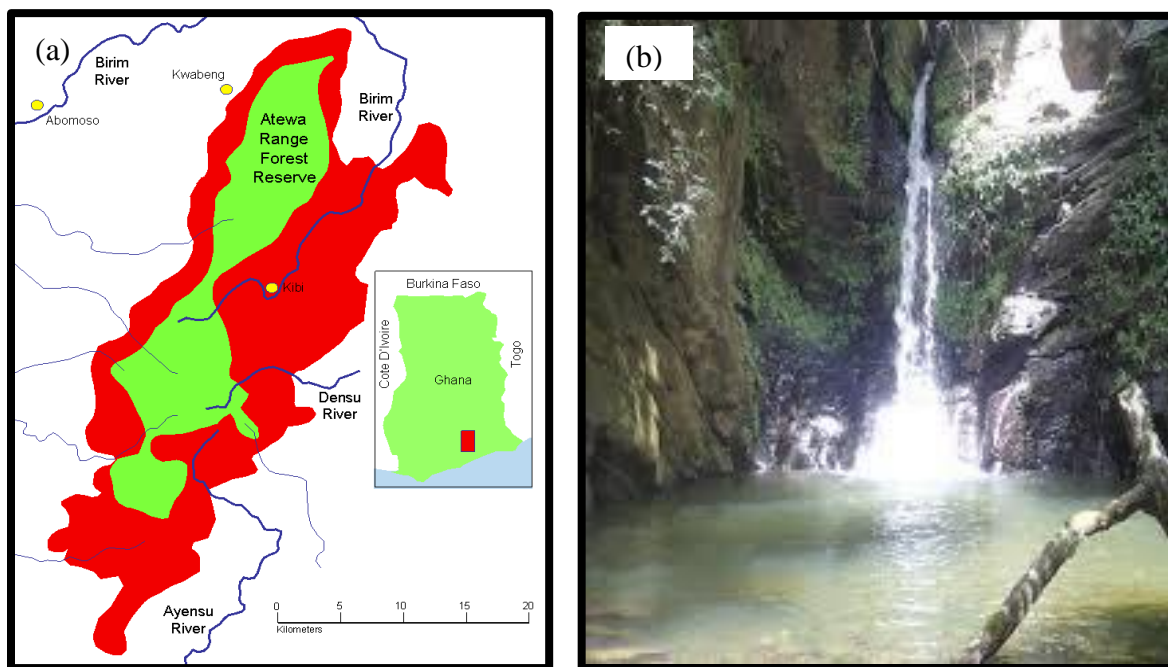 (a)
Birim
River
Kwabeng
Abomoso
Birim
River
Atewa
Range
Forest
Reserve
Kibi
Densu
River
Ayensu
River
Burkina Faso
Cote D'Ivoire
Togo
Ghana
0 5 10 15 20
Kilometers
(b)